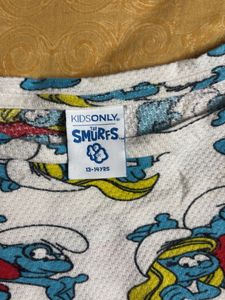 KIDSONLY.
THE
SMURFS
13-14YRS